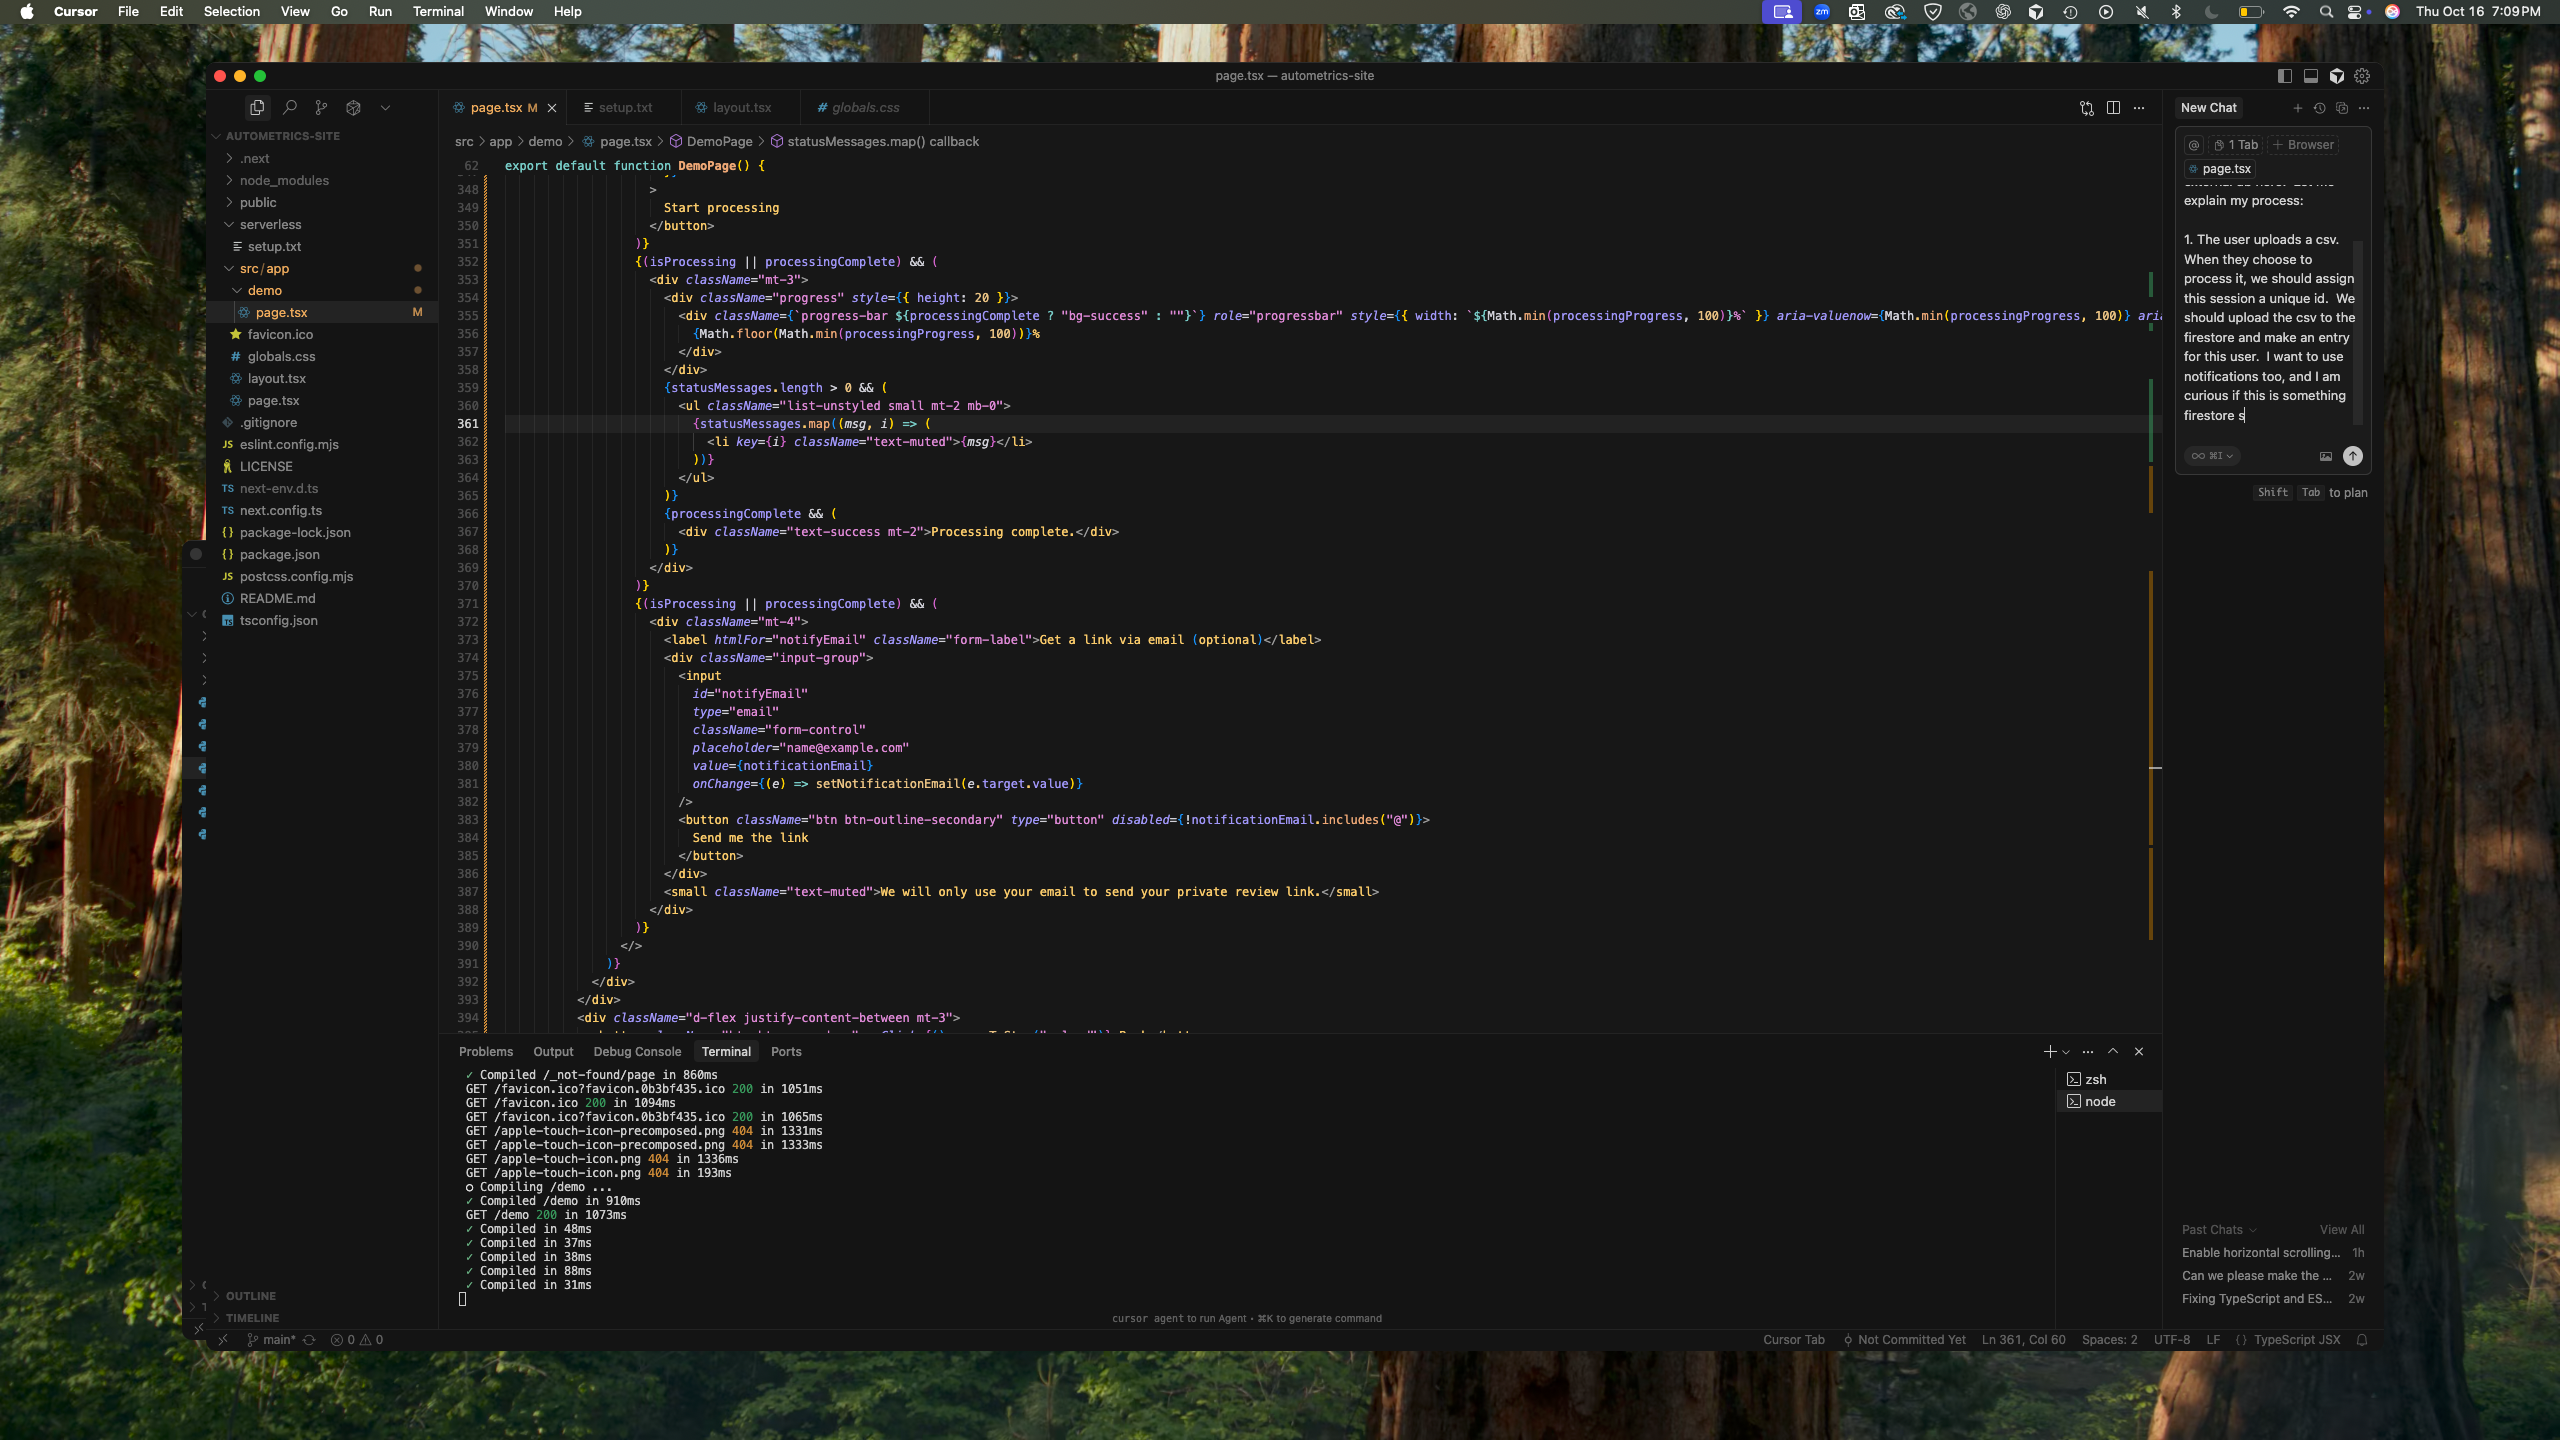 Cursor File Edit Selection View Go Run Terminal Window Help
zm
Thu Oct 16 7:09 PM
page.tsx — autometrics-site
page.tsx M
setup.txt
layout.tsx
# globals.css
New Chat
src > app > demo > page.tsx > DemoPage > statusMessages.map() callback
AUTOMETRICS-SITE
.next
node_modules
public
serverless
setup.txt
src/app
demo
page.tsx M
favicon.ico
# globals.css
layout.tsx
page.tsx
.gitignore
JS eslint.config.mjs
LICENSE
TS next-env.d.ts
TS next.config.ts
{} package-lock.json
{} package.json
JS postcss.config.mjs
README.md
tsconfig.json
OUTLINE
TIMELINE
62 export default function DemoPage() {
348 >
349 Start processing
350 </button>
351 )}
352 {(isProcessing || processingComplete) && (
353 <div className="mt-3">
354 <div className="progress" style={{ height: 20 }}>
355 <div className={`progress-bar ${processingComplete ? "bg-success" : ""}`} role="progressbar" style={{ width: `${Math.min(processingProgress, 100)}%` }} aria-valuenow={Math.min(processingProgress, 100)} ari
356 {Math.floor(Math.min(processingProgress, 100))}%
357 </div>
358 </div>
359 {statusMessages.length > 0 && (
360 <ul className="list-unstyled small mt-2 mb-0">
361 {statusMessages.map((msg, i) => (
362 <li key={i} className="text-muted">{msg}</li>
363 ))}
364 </ul>
365 )}
366 {processingComplete && (
367 <div className="text-success mt-2">Processing complete.</div>
368 )}
369 </div>
370 )}
371 {(isProcessing || processingComplete) && (
372 <div className="mt-4">
373 <label htmlFor="notifyEmail" className="form-label">Get a link via email (optional)</label>
374 <div className="input-group">
375 <input
376 id="notifyEmail"
377 type="email"
378 className="form-control"
379 placeholder="name@example.com"
380 value={notificationEmail}
381 onChange={(e) => setNotificationEmail(e.target.value)}
382 />
383 <button className="btn btn-outline-secondary" type="button" disabled={!notificationEmail.includes("@")}>
384 Send me the link
385 </button>
386 </div>
387 <small className="text-muted">We will only use your email to send your private review link.</small>
388 </div>
389 )}
390 </>
391 )}
392 </div>
393 </div>
394 <div className="d-flex justify-content-between mt-3">
@ 1 Tab + Browser
page.tsx
explain my process:
1. The user uploads a csv.
When they choose to
process it, we should assign
this session a unique id. We
should upload the csv to the
firestore and make an entry
for this user. I want to use
notifications too, and I am
curious if this is something
firestore s
∞ ⌘I
Shift Tab to plan
Past Chats View All
Enable horizontal scrolling... 1h
Can we please make the ... 2w
Fixing TypeScript and ES... 2w
Problems Output Debug Console Terminal Ports
✓ Compiled /_not-found/page in 860ms
GET /favicon.ico?favicon.0b3bf435.ico 200 in 1051ms
GET /favicon.ico 200 in 1094ms
GET /favicon.ico?favicon.0b3bf435.ico 200 in 1065ms
GET /apple-touch-icon-precomposed.png 404 in 1331ms
GET /apple-touch-icon-precomposed.png 404 in 1333ms
GET /apple-touch-icon.png 404 in 1336ms
GET /apple-touch-icon.png 404 in 193ms
○ Compiling /demo ...
✓ Compiled /demo in 910ms
GET /demo 200 in 1073ms
✓ Compiled in 48ms
✓ Compiled in 37ms
✓ Compiled in 38ms
✓ Compiled in 88ms
✓ Compiled in 31ms
zsh
node
cursor agent to run Agent • ⌘K to generate command
main* 0 0
Cursor Tab Not Committed Yet Ln 361, Col 60 Spaces: 2 UTF-8 LF {} TypeScript JSX